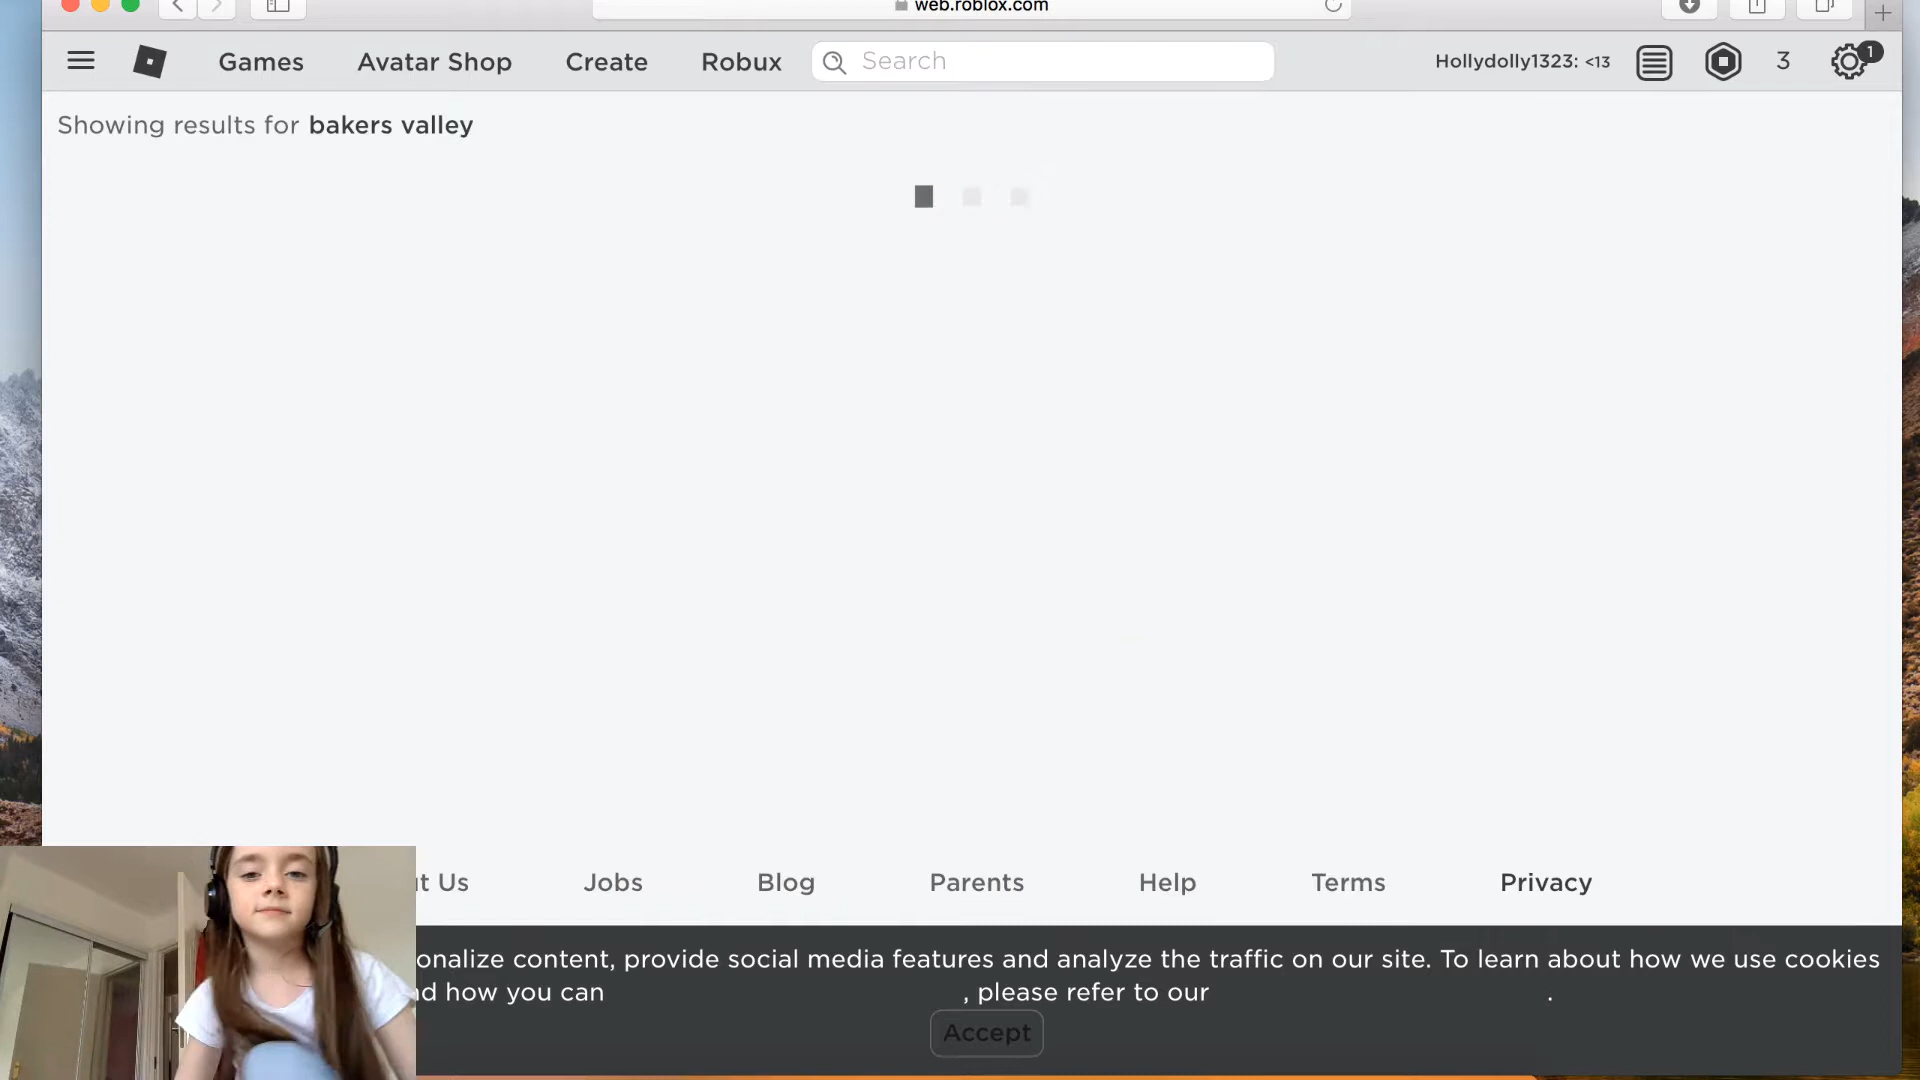 web.roblox.com
Games Avatar Shop Create Robux Search Hollydolly1323: <13 3 1
Showing results for bakers valley
t Us Jobs Blog Parents Help Terms Privacy
onalize content, provide social media features and analyze the traffic on our site. To learn about how we use cookies
d how you can , please refer to our .
Accept